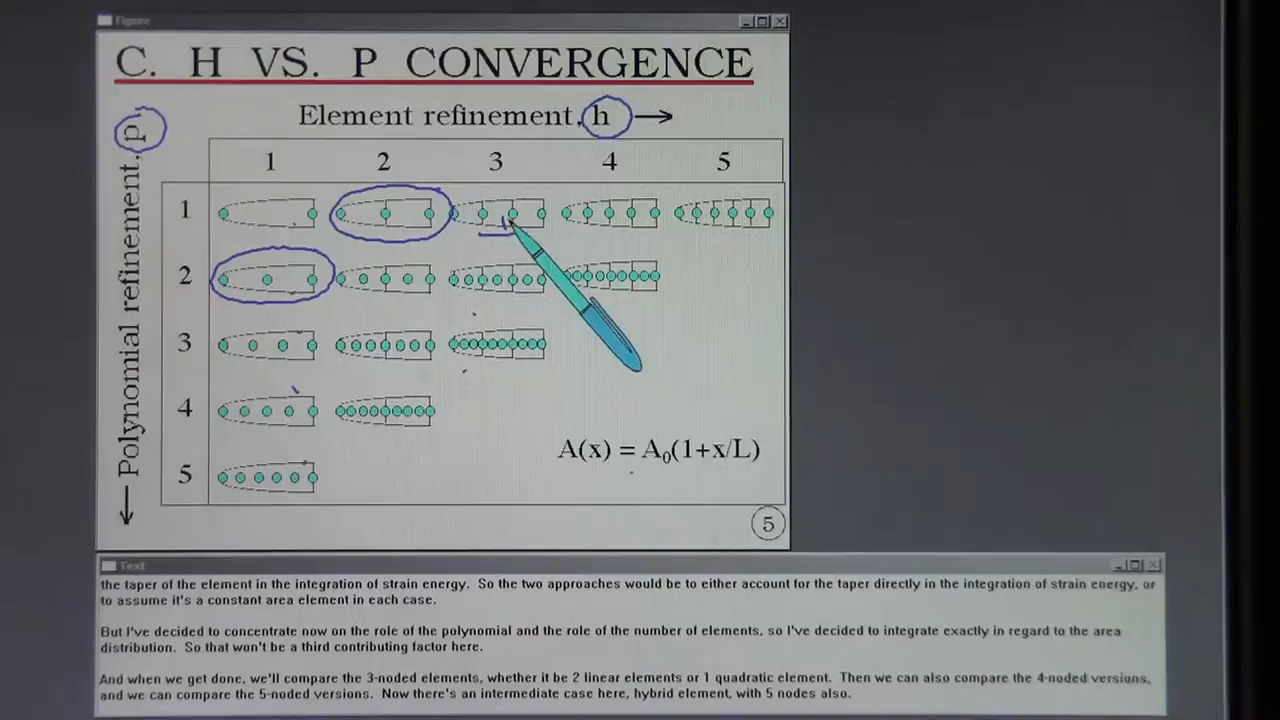 Figure
C. H VS. P CONVERGENCE
Element refinement, h →
← Polynomial refinement, p
1 2 3 4 5
1
2
3
4
5
A(x) = A₀(1+x/L)
5
Text
the taper of the element in the integration of strain energy. So the two approaches would be to either account for the taper directly in the integration of strain energy, or
to assume it's a constant area element in each case.
But I've decided to concentrate now on the role of the polynomial and the role of the number of elements, so I've decided to integrate exactly in regard to the area
distribution. So that won't be a third contributing factor here.
And when we get done, we'll compare the 3-noded elements, whether it be 2 linear elements or 1 quadratic element. Then we can also compare the 4-noded versions,
and we can compare the 5-noded versions. Now there's an intermediate case here, hybrid element, with 5 nodes also.